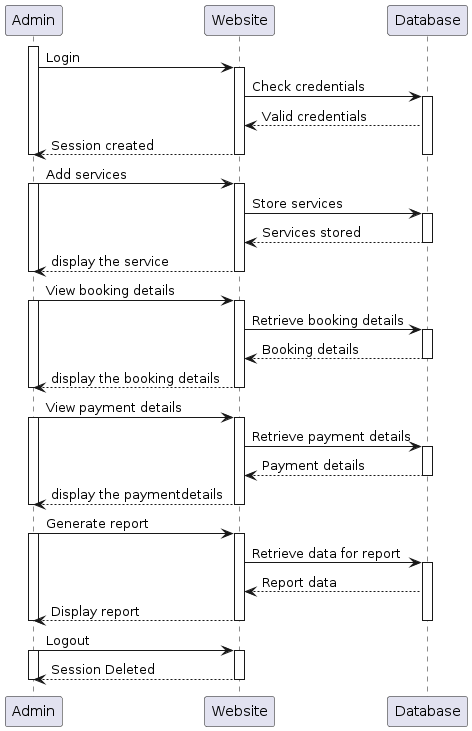 Admin Website Database
Login
Check credentials
Valid credentials
Session created
Add services
Store services
Services stored
display the service
View booking details
Retrieve booking details
Booking details
display the booking details
View payment details
Retrieve payment details
Payment details
display the paymentdetails
Generate report
Retrieve data for report
Report data
Display report
Logout
Session Deleted
Admin Website Database